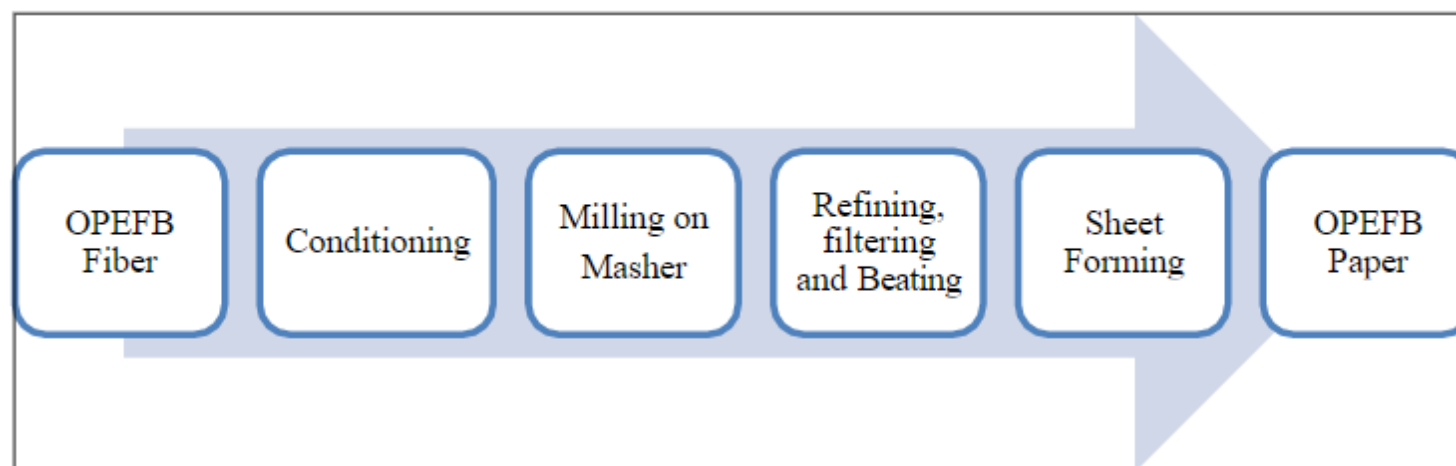 OPEFB
Fiber
Conditioning
Milling on
Masher
Refining,
filtering
and Beating
Sheet
Forming
OPEFB
Paper